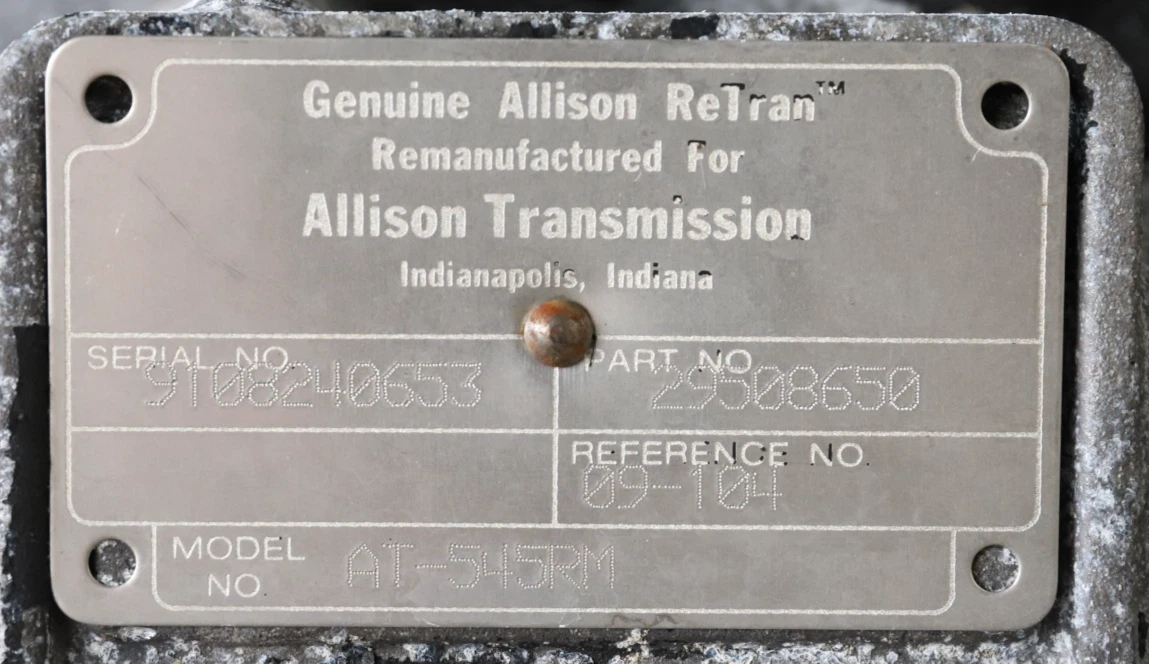 Genuine Allison ReTran™
Remanufactured For
Allison Transmission
Indianapolis, Indiana
SERIAL NO. PART NO.
9108240653 29508650
REFERENCE NO.
09-104
MODEL AT-545RM
NO.